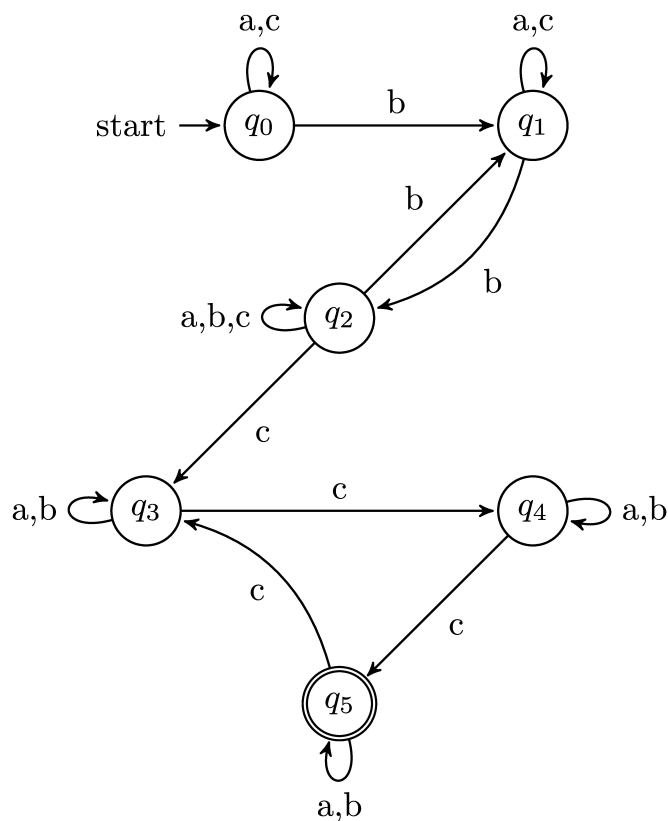 a,c a,c
start q0 b q1
b
b
a,b,c q2
c
a,b q3 c q4 a,b
c
c
q5
a,b